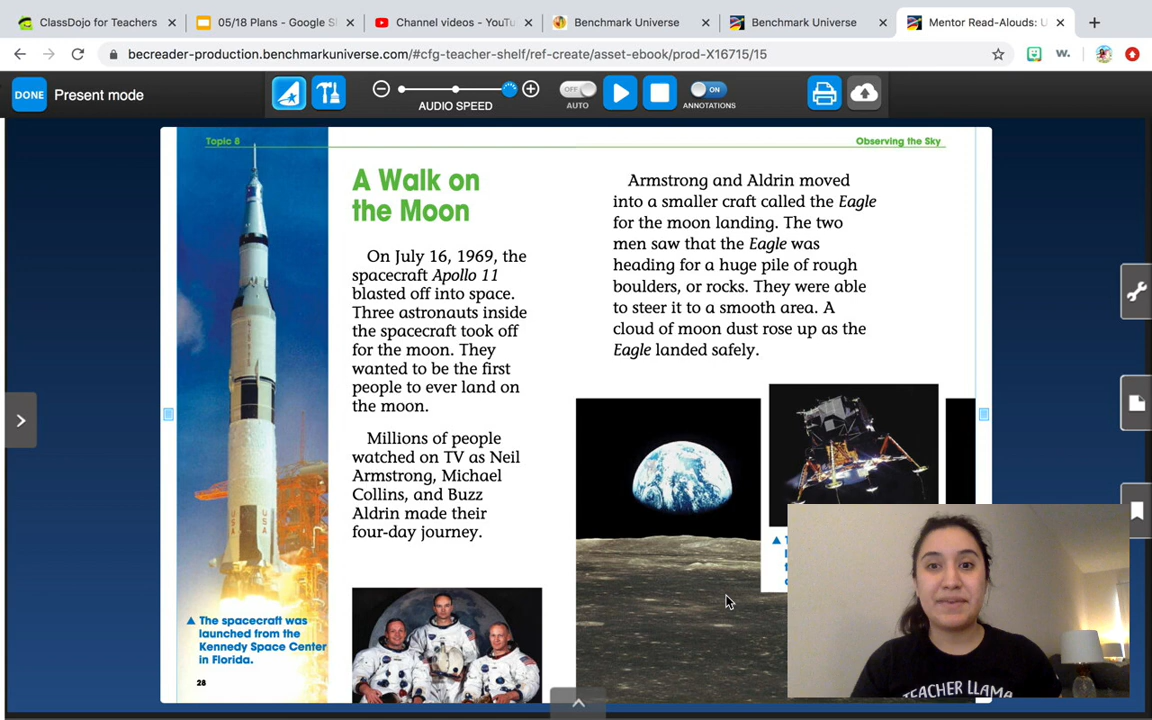 ClassDojo for Teachers
05/18 Plans - Google Sl
Channel videos - YouTu
Benchmark Universe
Benchmark Universe
Mentor Read-Alouds: U
becreader-production.benchmarkuniverse.com/#cfg-teacher-shelf/ref-create/asset-ebook/prod-X16715/15
DONE
Present mode
AUDIO SPEED
OFF
AUTO
ON
ANNOTATIONS
Topic 8
Observing the Sky
A Walk on
the Moon
On July 16, 1969, the
spacecraft Apollo 11
blasted off into space.
Three astronauts inside
the spacecraft took off
for the moon. They
wanted to be the first
people to ever land on
the moon.
Millions of people
watched on TV as Neil
Armstrong, Michael
Collins, and Buzz
Aldrin made their
four-day journey.
Armstrong and Aldrin moved
into a smaller craft called the Eagle
for the moon landing. The two
men saw that the Eagle was
heading for a huge pile of rough
boulders, or rocks. They were able
to steer it to a smooth area. A
cloud of moon dust rose up as the
Eagle landed safely.
▲ The spacecraft was
launched from the
Kennedy Space Center
in Florida.
28
USA
USA
TEACHER LLAMA